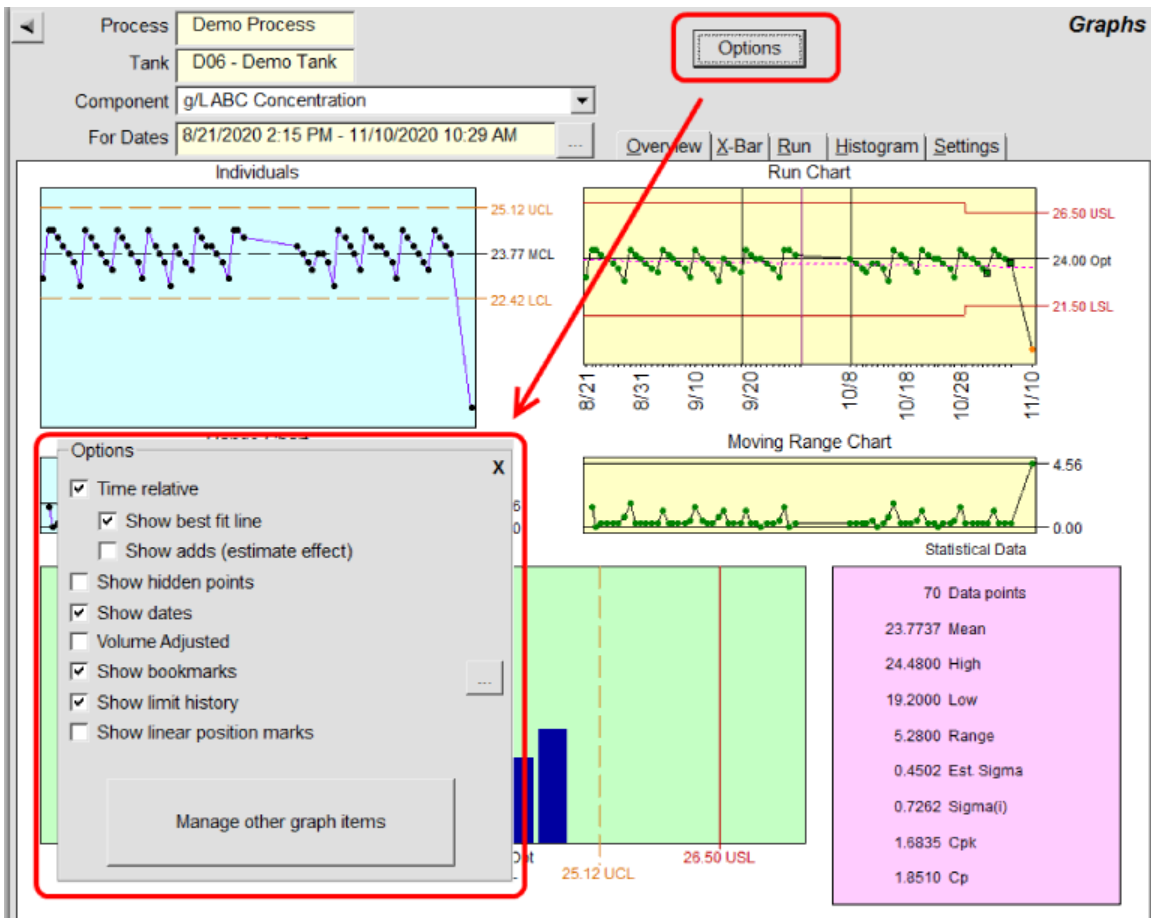 Process Demo Process
Graphs
Options
Tank D06 - Demo Tank
Component g/L ABC Concentration
For Dates 8/21/2020 2:15 PM - 11/10/2020 10:29 AM ...
Overview X-Bar Run Histogram Settings
Individuals
25.12 UCL
23.77 MCL
22.42 LCL
Run Chart
26.50 USL
24.00 Opt
21.50 LSL
8/21 8/31 9/10 9/20 10/8 10/18 10/28 11/10
Options
X
Time relative
Show best fit line
Show adds (estimate effect)
Show hidden points
Show dates
Volume Adjusted
Show bookmarks
...
Show limit history
Show linear position marks
Manage other graph items
Moving Range Chart
4.56
0.00
Statistical Data
70 Data points
23.7737 Mean
24.4800 High
19.2000 Low
5.2800 Range
0.4502 Est. Sigma
0.7262 Sigma(i)
1.6835 Cpk
1.8510 Cp
26.50 USL
25.12 UCL